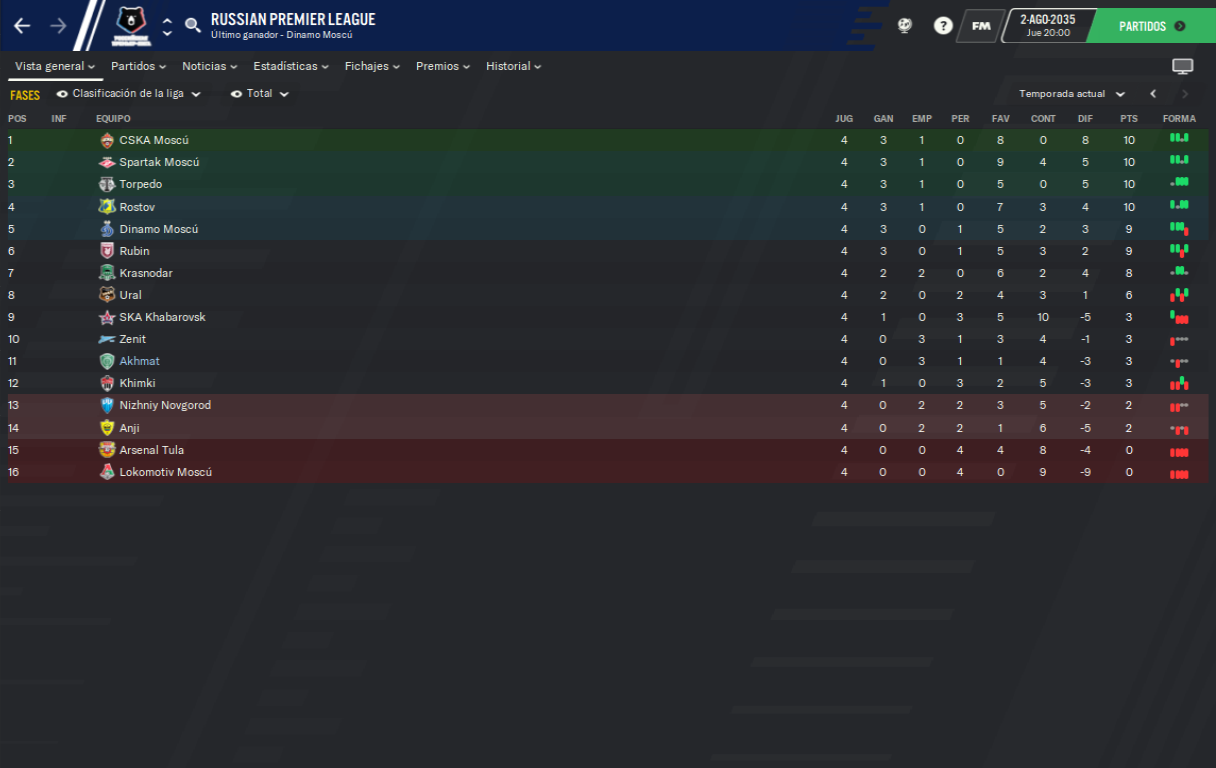 RUSSIAN PREMIER LEAGUE
Último ganador - Dinamo Moscú
? FM 2-AGO-2035
Jue 20:00
PARTIDOS
Vista general Partidos Noticias Estadísticas Fichajes Premios Historial
FASES Clasificación de la liga Total Temporada actual
POS INF EQUIPO JUG GAN EMP PER FAV CONT DIF PTS FORMA
1 CSKA Moscú 4 3 1 0 8 0 8 10
2 Spartak Moscú 4 3 1 0 9 4 5 10
3 Torpedo 4 3 1 0 5 0 5 10
4 Rostov 4 3 1 0 7 3 4 10
5 Dinamo Moscú 4 3 0 1 5 2 3 9
6 Rubin 4 3 0 1 5 3 2 9
7 Krasnodar 4 2 2 0 6 2 4 8
8 Ural 4 2 0 2 4 3 1 6
9 SKA Khabarovsk 4 1 0 3 5 10 -5 3
10 Zenit 4 0 3 1 3 4 -1 3
11 Akhmat 4 0 3 1 1 4 -3 3
12 Khimki 4 1 0 3 2 5 -3 3
13 Nizhniy Novgorod 4 0 2 2 3 5 -2 2
14 Anji 4 0 2 2 1 6 -5 2
15 Arsenal Tula 4 0 0 4 4 8 -4 0
16 Lokomotiv Moscú 4 0 0 4 0 9 -9 0